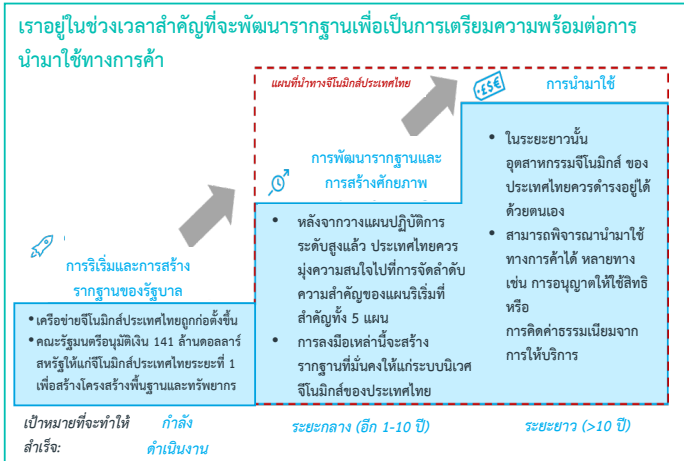 เราอยู่ในช่วงเวลาสำคัญที่จะพัฒนารากฐานเพื่อเป็นการเตรียมความพร้อมต่อการ
นำมาใช้ทางการค้า
แผนที่นำทางจีโนมิกส์ประเทศไทย
การนำมาใช้
• ในระยะยาวนั้น
อุตสาหกรรมจีโนมิกส์ ของ
ประเทศไทยควรดำรงอยู่ได้
ด้วยตนเอง
• สามารถพิจารณานำมาใช้
ทางการค้าได้ หลายทาง
เช่น การอนุญาตให้ใช้สิทธิ
หรือ
การคิดค่าธรรมเนียมจาก
การให้บริการ
การพัฒนารากฐานและ
การสร้างศักยภาพ
• หลังจากวางแผนปฏิบัติการ
ระดับสูงแล้ว ประเทศไทยควร
มุ่งความสนใจไปที่การจัดลำดับ
ความสำคัญของแผนริเริ่มที่
สำคัญทั้ง 5 แผน
• การลงมือเหล่านี้จะสร้าง
รากฐานที่มั่นคงให้แก่ระบบนิเวศ
จีโนมิกส์ของประเทศไทย
การริเริ่มและการสร้าง
รากฐานของรัฐบาล
• เครือข่ายจีโนมิกส์ประเทศไทยถูกก่อตั้งขึ้น
• คณะรัฐมนตรีอนุมัติเงิน 141 ล้านดอลลาร์
สหรัฐให้แก่จีโนมิกส์ประเทศไทยระยะที่ 1
เพื่อสร้างโครงสร้างพื้นฐานและทรัพยากร
เป้าหมายที่จะทำให้
สำเร็จ:
กำลัง
ดำเนินงาน
ระยะกลาง (อีก 1-10 ปี)
ระยะยาว (>10 ปี)